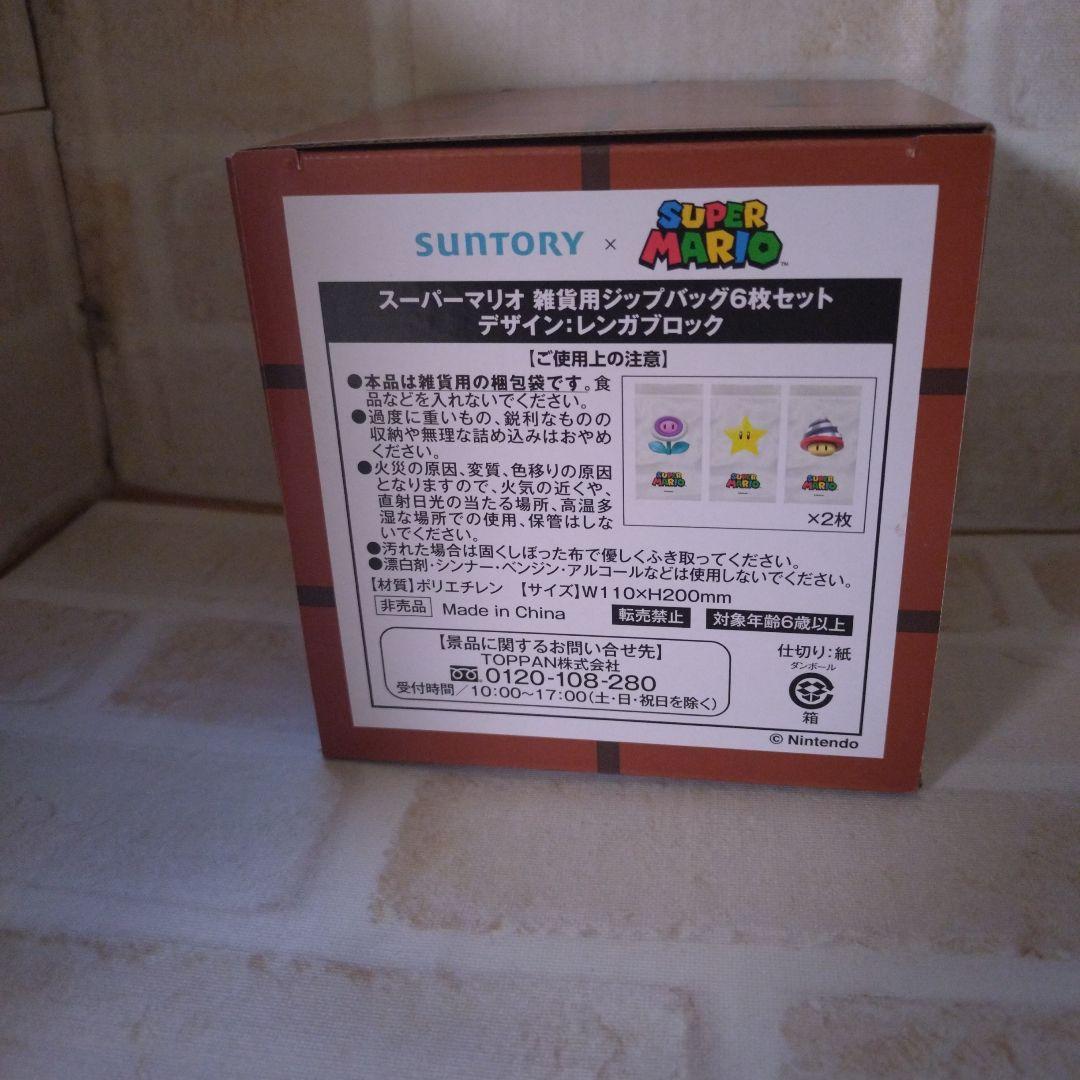 SUNTORY × SUPER MARIO™
スーパーマリオ 雑貨用ジップバッグ6枚セット
デザイン：レンガブロック
【ご使用上の注意】
●本品は雑貨用の梱包袋です。食
品などを入れないでください。
●過度に重いもの、鋭利なものの
収納や無理な詰め込みはおやめ
ください。
●火災の原因、変質、色移りの原因
となりますので、火気の近くや、
直射日光の当たる場所、高温多
湿な場所での使用、保管はしな
いでください。
SUPER MARIO
SUPER MARIO
SUPER MARIO
×2枚
●汚れた場合は固くしぼった布で優しくふき取ってください。
●漂白剤・シンナー・ベンジン・アルコールなどは使用しないでください。
【材質】ポリエチレン 【サイズ】W110×H200mm
非売品 Made in China 転売禁止 対象年齢6歳以上
【景品に関するお問い合せ先】
TOPPAN株式会社
0120-108-280
受付時間／10:00〜17:00（土・日・祝日を除く）
仕切り：紙
ダンボール
箱
© Nintendo